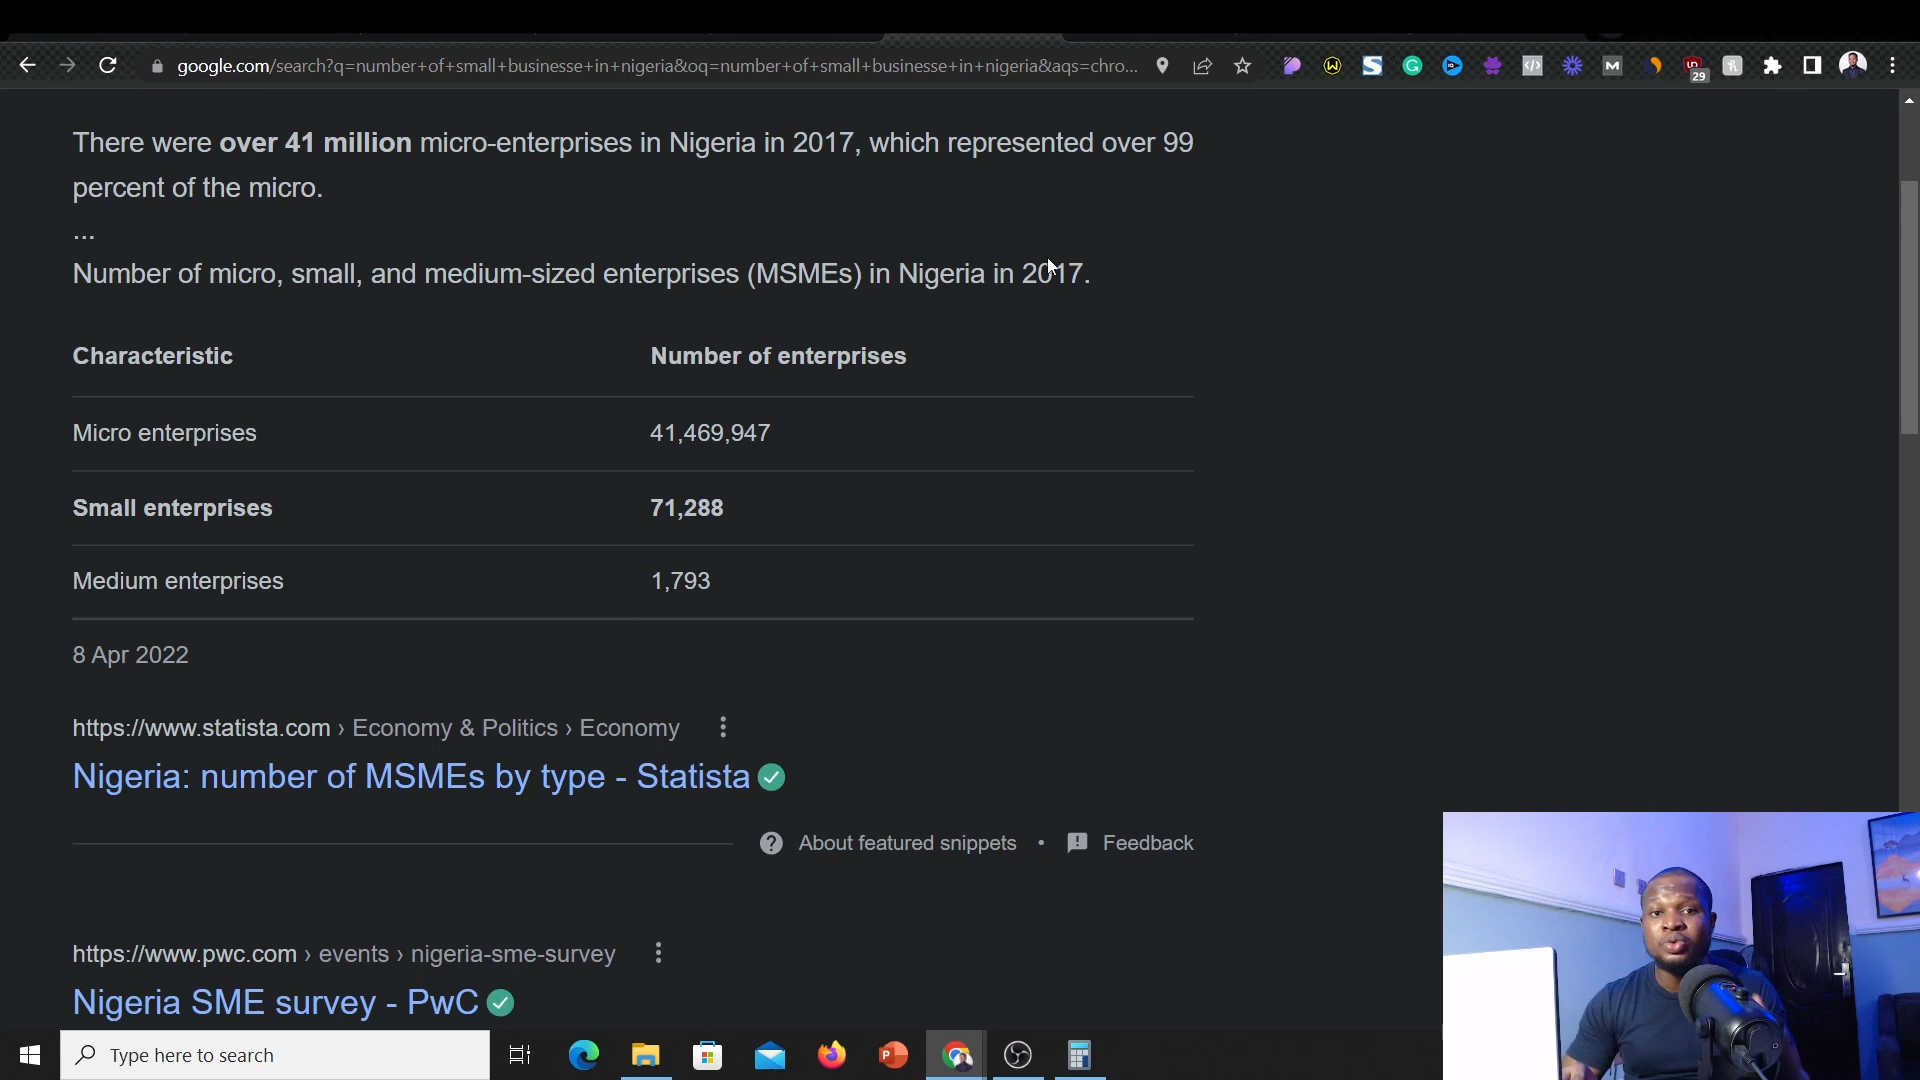 google.com/search?q=number+of+small+businesse+in+nigeria&oq=number+of+small+businesse+in+nigeria&aqs=chro...
29
There were over 41 million micro-enterprises in Nigeria in 2017, which represented over 99
percent of the micro.
...
Number of micro, small, and medium-sized enterprises (MSMEs) in Nigeria in 2017.
Characteristic Number of enterprises
Micro enterprises 41,469,947
Small enterprises 71,288
Medium enterprises 1,793
8 Apr 2022
https://www.statista.com › Economy & Politics › Economy
Nigeria: number of MSMEs by type - Statista
About featured snippets • Feedback
https://www.pwc.com › events › nigeria-sme-survey
Nigeria SME survey - PwC
Type here to search